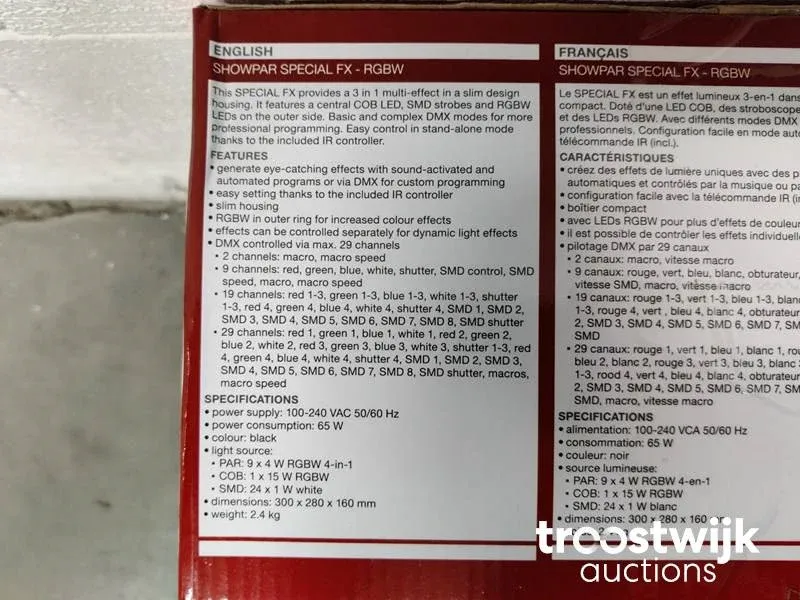 ENGLISH
SHOWPAR SPECIAL FX - RGBW
This SPECIAL FX provides a 3 in 1 multi-effect in a slim design
housing. It features a central COB LED, SMD strobes and RGBW
LEDs on the outer side. Basic and complex DMX modes for more
professional programming. Easy control in stand-alone mode
thanks to the included IR controller.
FEATURES
• generate eye-catching effects with sound-activated and
automated programs or via DMX for custom programming
• easy setting thanks to the included IR controller
• slim housing
• RGBW in outer ring for increased colour effects
• effects can be controlled separately for dynamic light effects
• DMX controlled via max. 29 channels
• 2 channels: macro, macro speed
• 9 channels: red, green, blue, white, shutter, SMD control, SMD
speed, macro, macro speed
• 19 channels: red 1-3, green 1-3, blue 1-3, white 1-3, shutter
1-3, red 4, green 4, blue 4, white 4, shutter 4, SMD 1, SMD 2,
SMD 3, SMD 4, SMD 5, SMD 6, SMD 7, SMD 8, SMD shutter
• 29 channels: red 1, green 1, blue 1, white 1, red 2, green 2,
blue 2, white 2, red 3, green 3, blue 3, white 3, shutter 1-3, red
4, green 4, blue 4, white 4, shutter 4, SMD 1, SMD 2, SMD 3,
SMD 4, SMD 5, SMD 6, SMD 7, SMD 8, SMD shutter, macros,
macro speed
SPECIFICATIONS
• power supply: 100-240 VAC 50/60 Hz
• power consumption: 65 W
• colour: black
• light source:
• PAR: 9 x 4 W RGBW 4-in-1
• COB: 1 x 15 W RGBW
• SMD: 24 x 1 W white
• dimensions: 300 x 280 x 160 mm
• weight: 2.4 kg
FRANÇAIS
SHOWPAR SPECIAL FX - RGBW
Le SPECIAL FX est un effet lumineux 3-en-1 dans
compact. Doté d'une LED COB, des stroboscope
et des LEDs RGBW. Avec différents modes DMX
professionnels. Configuration facile en mode auto
télécommande IR (incl.).
CARACTÉRISTIQUES
• créez des effets de lumière uniques avec des p
automatiques et contrôlés par la musique ou pa
• configuration facile avec la télécommande IR (i
• boîtier compact
• avec LEDs RGBW pour plus d'effets de couleur
• il est possible de contrôler les effets individuelle
• pilotage DMX par 29 canaux
• 2 canaux: macro, vitesse macro
• 9 canaux: rouge, vert, bleu, blanc, obturateur,
vitesse SMD, macro, vitesse macro
• 19 canaux: rouge 1-3, vert 1-3, bleu 1-3, blanc
1-3, rouge 4, vert , bleu 4, blanc 4, obturateur
2, SMD 3, SMD 4, SMD 5, SMD 6, SMD 7, SM
SMD
• 29 canaux: rouge 1, vert 1, bleu 1, blanc 1, rou
bleu 2, blanc 2, rouge 3, vert 3, bleu 3, blanc 3
1-3, rood 4, vert 4, bleu 4, blanc 4, obturateur
2, SMD 3, SMD 4, SMD 5, SMD 6, SMD 7, SM
SMD, macro, vitesse macro
SPECIFICATIONS
• alimentation: 100-240 VCA 50/60 Hz
• consommation: 65 W
• couleur: noir
• source lumineuse:
• PAR: 9 x 4 W RGBW 4-en-1
• COB: 1 x 15 W RGBW
• SMD: 24 x 1 W blanc
• dimensions: 300 x 280 x 160 mm
troostwijk
auctions